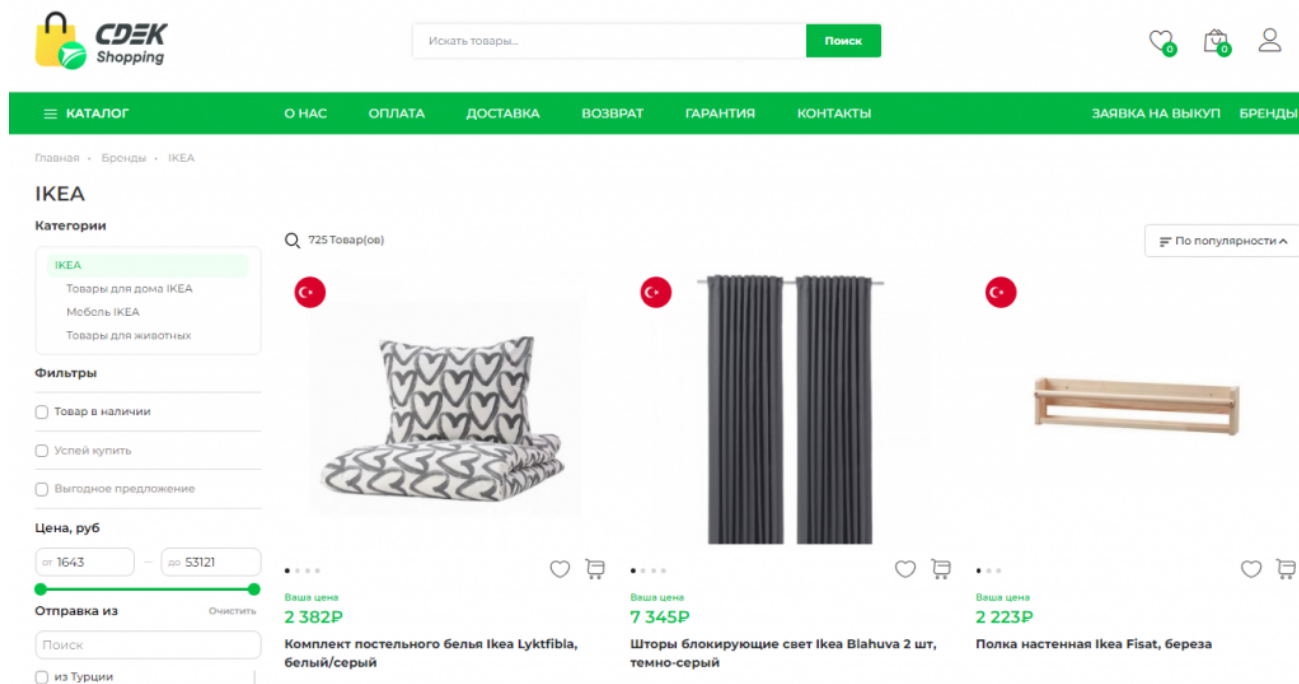 CDEK
Shopping
Искать товары...
Поиск
0
0
КАТАЛОГ
О НАС
ОПЛАТА
ДОСТАВКА
ВОЗВРАТ
ГАРАНТИЯ
КОНТАКТЫ
ЗАЯВКА НА ВЫКУП
БРЕНДЫ
Главная • Бренды • IKEA
IKEA
Категории
IKEA
Товары для дома IKEA
Мебель IKEA
Товары для животных
Фильтры
Товар в наличии
Успей купить
Выгодное предложение
Цена, руб
от 1643 — до 53121
Отправка из
Очистить
Поиск
из Турции
725 Товар(ов)
По популярности
Ваша цена
2 382₽
Комплект постельного белья Ikea Lyktfibla,
белый/серый
Ваша цена
7 345₽
Шторы блокирующие свет Ikea Blahuva 2 шт,
темно-серый
Ваша цена
2 223₽
Полка настенная Ikea Fisat, береза